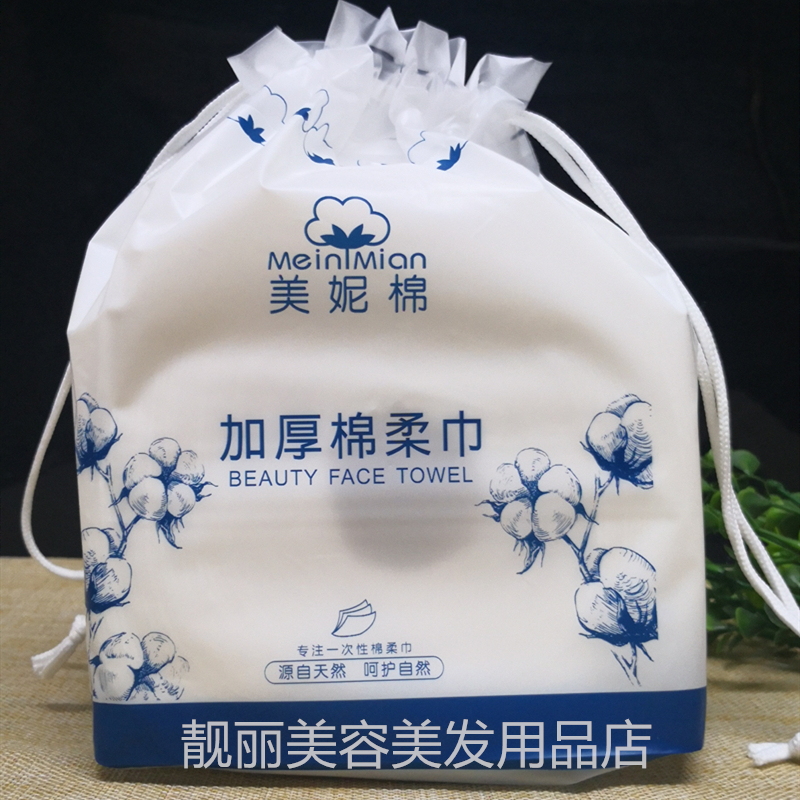 MeiniMian
美妮棉
加厚棉柔巾
BEAUTY FACE TOWEL
专注一次性棉柔巾
源自天然 呵护自然
靓丽美容美发用品店